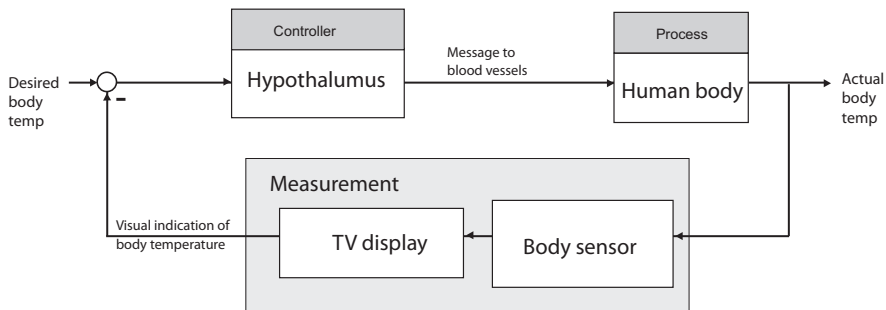 Controller
Process
Desired
body
temp
Hypothalumus
Message to
blood vessels
Human body
Actual
body
temp
-
Measurement
Visual indication of
body temperature
TV display
Body sensor